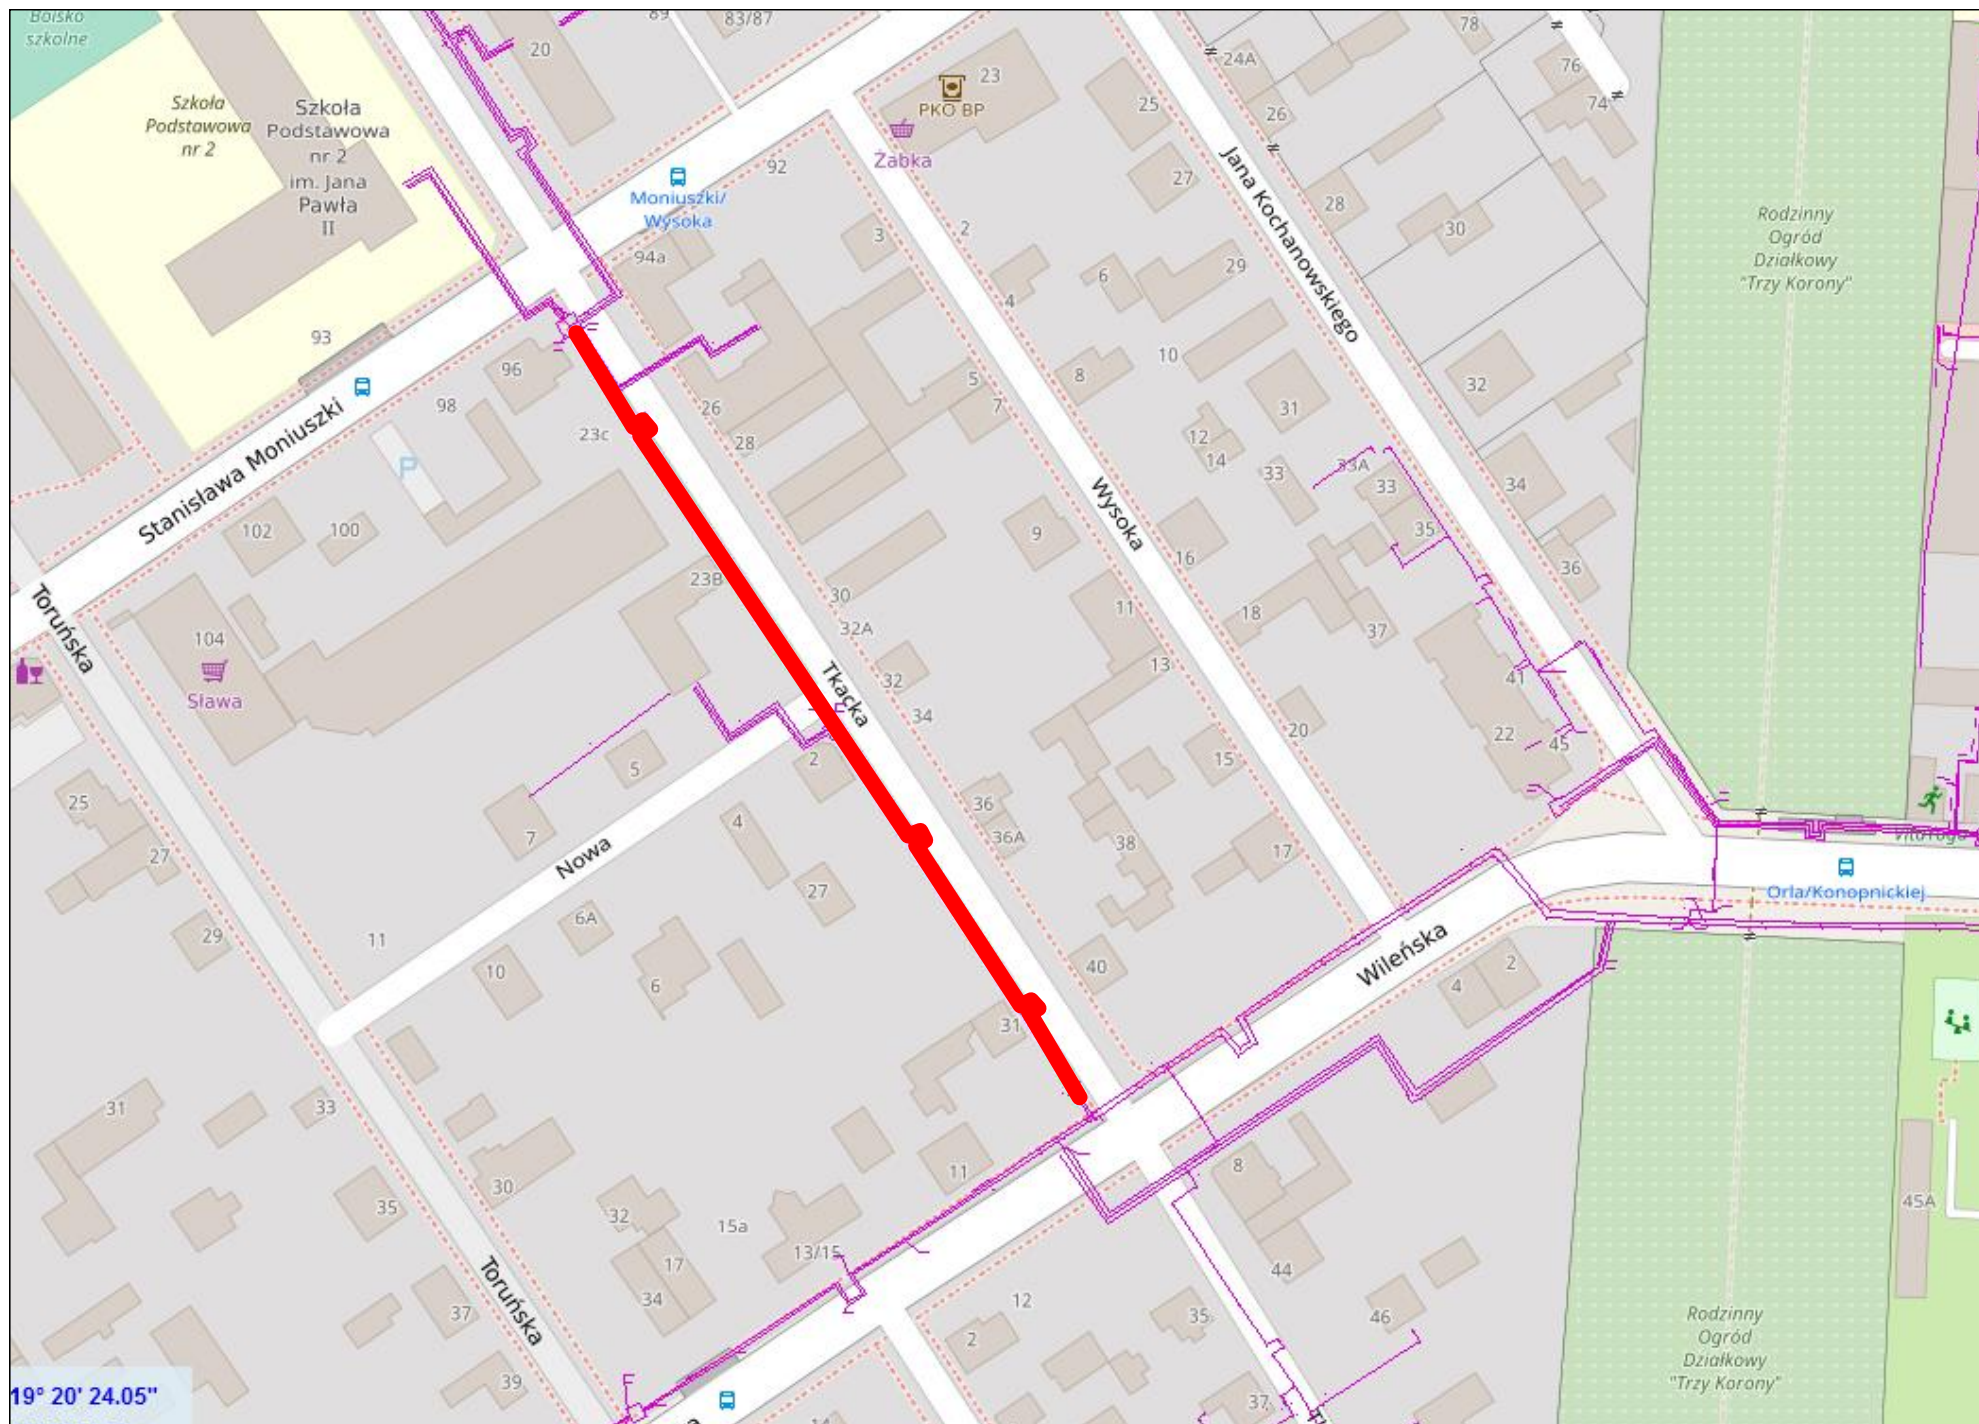 Boisko
szkolne
20
89
83/87
78
24A
23
PKO BP
76
74
25
26
Szkoła
Podstawowa
nr 2
Szkoła
Podstawowa
nr 2
im. Jana
Pawła
II
Żabka
92
27
28
30
Jana Kochanowskiego
Moniuszki/
Wysoka
Rodzinny
Ogród
Działkowy
"Trzy Korony"
94a
3
2
6
29
4
93
96
98
5
7
8
10
31
32
26
28
23c
Stanisława Moniuszki
P
102
100
12
14
33
33A
33
35
34
36
Wysoka
9
16
11
18
37
23B
30
32A
32
34
Tkacka
13
Toruńska
104
Sława
41
22
45
20
15
5
2
7
36
36A
38
17
25
27
4
27
Nowa
6A
11
29
10
6
40
31
Wileńska
4
2
Orla/Konopnickiej
31
33
35
30
32
15a
13/15
11
8
45A
17
34
44
12
35
46
2
37
37
39
Toruńska
Rodzinny
Ogród
Działkowy
"Trzy Korony"
19° 20' 24.05"